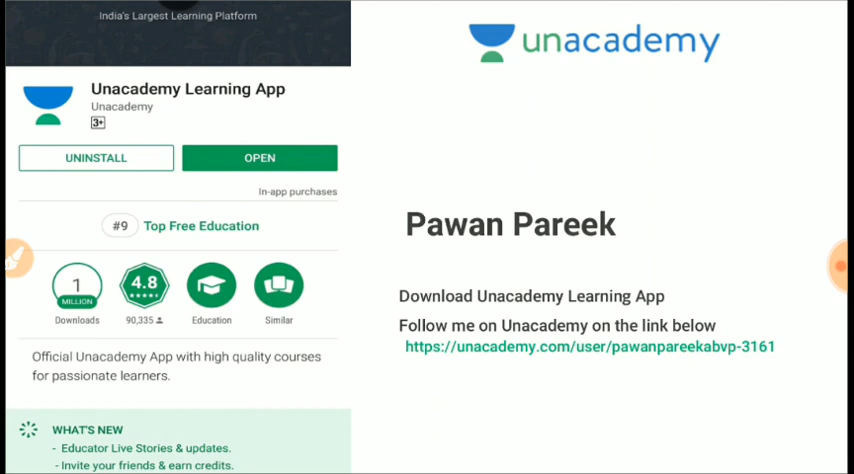 India's Largest Learning Platform
Unacademy Learning App
Unacademy
3+
UNINSTALL
OPEN
In-app purchases
#9 Top Free Education
1
MILLION
Downloads
4.8
90,335
Education
Similar
Official Unacademy App with high quality courses
for passionate learners.
WHAT'S NEW
- Educator Live Stories & updates.
- Invite your friends & earn credits.
unacademy
Pawan Pareek
Download Unacademy Learning App
Follow me on Unacademy on the link below
https://unacademy.com/user/pawanpareekabvp-3161